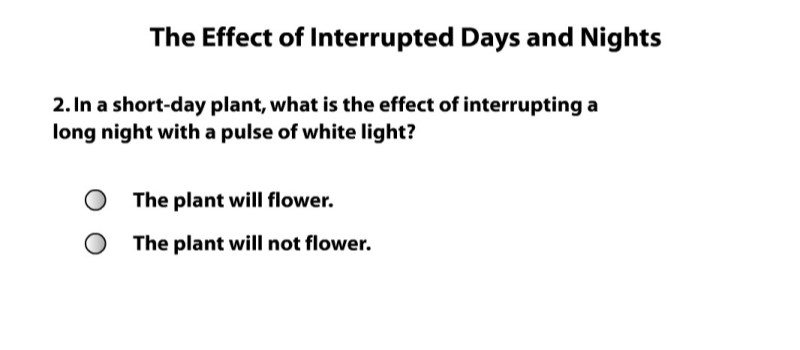 The Effect of Interrupted Days and Nights
2. In a short-day plant, what is the effect of interrupting a
long night with a pulse of white light?
The plant will flower.
The plant will not flower.